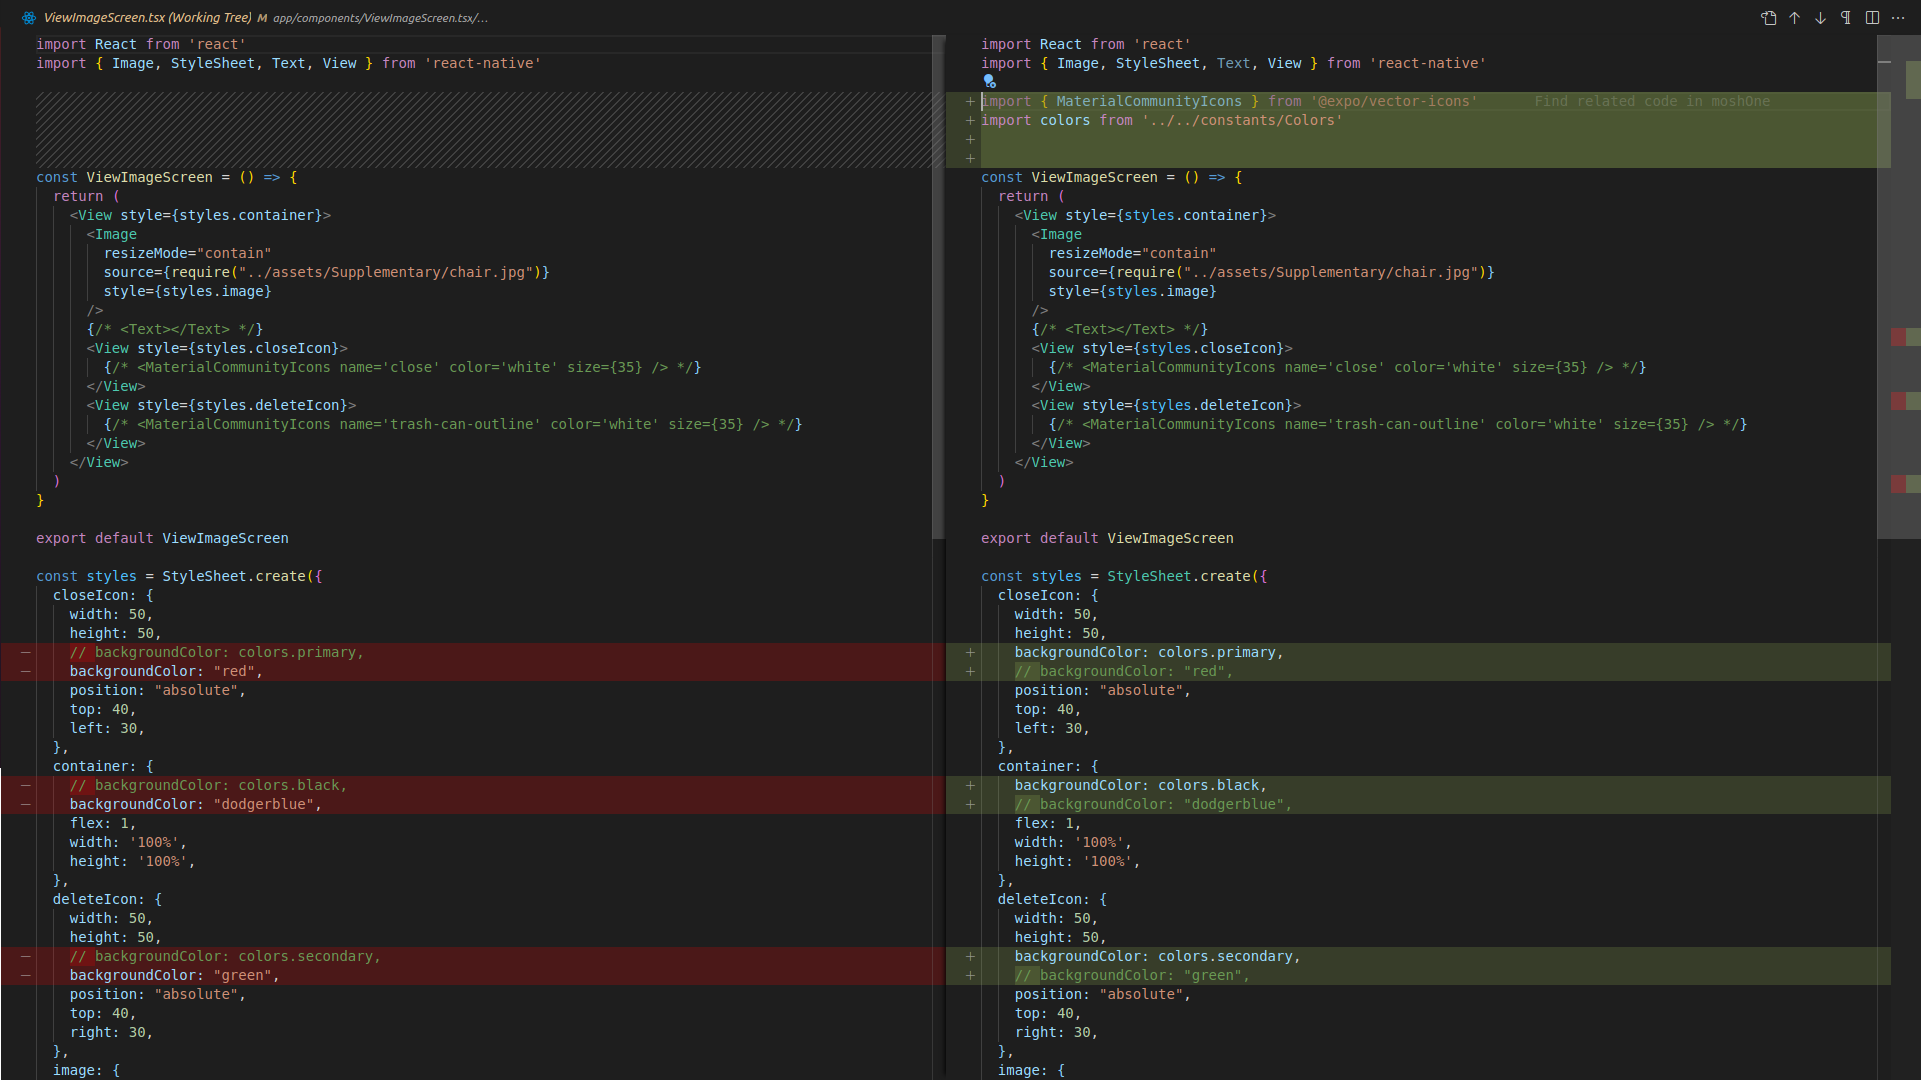 ViewImageScreen.tsx (Working Tree) M app/components/ViewImageScreen.tsx/...
import React from 'react'
import { Image, StyleSheet, Text, View } from 'react-native'
const ViewImageScreen = () => {
return (
<View style={styles.container}>
<Image
resizeMode="contain"
source={require("../assets/Supplementary/chair.jpg")}
style={styles.image}
/>
{/* <Text></Text> */}
<View style={styles.closeIcon}>
{/* <MaterialCommunityIcons name='close' color='white' size={35} /> */}
</View>
<View style={styles.deleteIcon}>
{/* <MaterialCommunityIcons name='trash-can-outline' color='white' size={35} /> */}
</View>
</View>
)
}
export default ViewImageScreen
const styles = StyleSheet.create({
closeIcon: {
width: 50,
height: 50,
— // backgroundColor: colors.primary,
— backgroundColor: "red",
position: "absolute",
top: 40,
left: 30,
},
container: {
— // backgroundColor: colors.black,
— backgroundColor: "dodgerblue",
flex: 1,
width: '100%',
height: '100%',
},
deleteIcon: {
width: 50,
height: 50,
— // backgroundColor: colors.secondary,
— backgroundColor: "green",
position: "absolute",
top: 40,
right: 30,
},
image: {
import React from 'react'
import { Image, StyleSheet, Text, View } from 'react-native'
+ import { MaterialCommunityIcons } from '@expo/vector-icons' Find related code in moshOne
+ import colors from '../../constants/Colors'
+
+
const ViewImageScreen = () => {
return (
<View style={styles.container}>
<Image
resizeMode="contain"
source={require("../assets/Supplementary/chair.jpg")}
style={styles.image}
/>
{/* <Text></Text> */}
<View style={styles.closeIcon}>
{/* <MaterialCommunityIcons name='close' color='white' size={35} /> */}
</View>
<View style={styles.deleteIcon}>
{/* <MaterialCommunityIcons name='trash-can-outline' color='white' size={35} /> */}
</View>
</View>
)
}
export default ViewImageScreen
const styles = StyleSheet.create({
closeIcon: {
width: 50,
height: 50,
+ backgroundColor: colors.primary,
+ // backgroundColor: "red",
position: "absolute",
top: 40,
left: 30,
},
container: {
+ backgroundColor: colors.black,
+ // backgroundColor: "dodgerblue",
flex: 1,
width: '100%',
height: '100%',
},
deleteIcon: {
width: 50,
height: 50,
+ backgroundColor: colors.secondary,
+ // backgroundColor: "green",
position: "absolute",
top: 40,
right: 30,
},
image: {